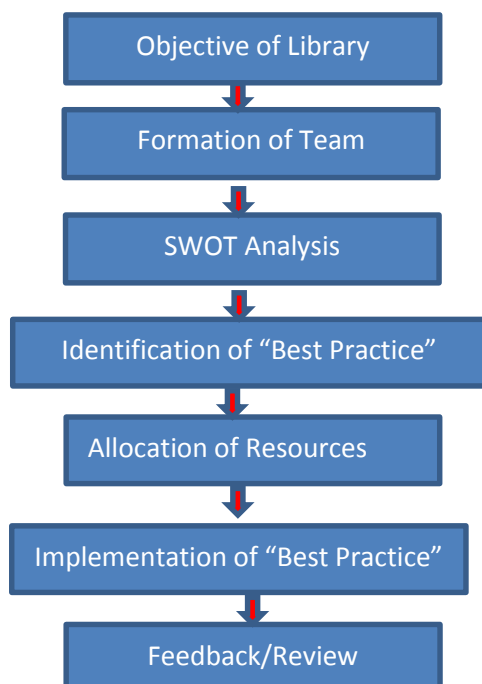 Objective of Library
Formation of Team
SWOT Analysis
Identification of “Best Practice”
Allocation of Resources
Implementation of “Best Practice”
Feedback/Review